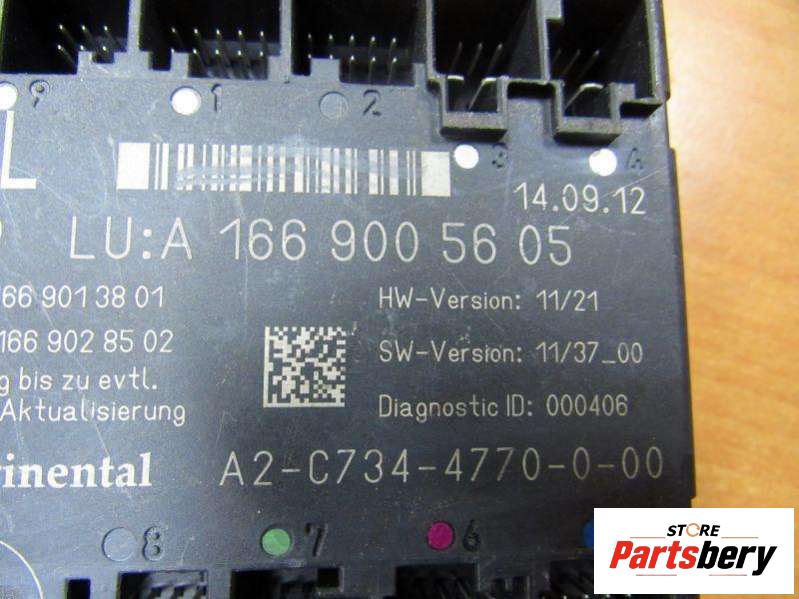 9 1 2
3 4
L
14.09.12
LU:A 166 900 56 05
66 901 38 01
HW-Version: 11/21
166 902 85 02
SW-Version: 11/37_00
g bis zu evtl.
Aktualisierung
Diagnostic ID: 000406
tinental
A2-C734-4770-0-00
8 7 6
STORE
Partsbery